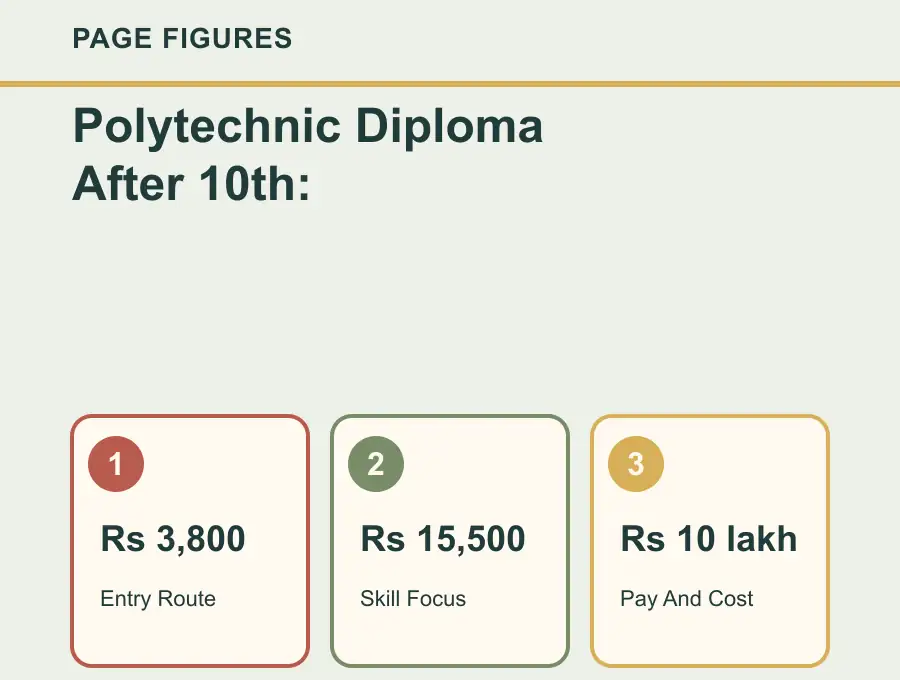 PAGE FIGURES
Polytechnic Diploma
After 10th:
1
Rs 3,800
Entry Route
2
Rs 15,500
Skill Focus
3
Rs 10 lakh
Pay And Cost